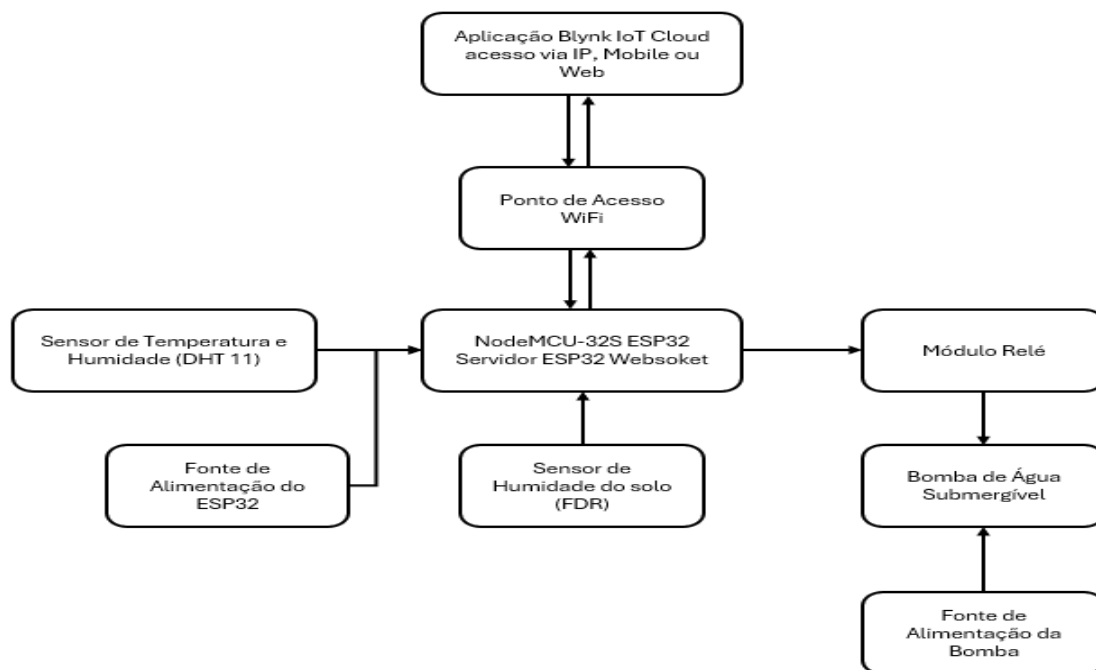 Aplicação Blynk IoT Cloud
acesso via IP, Mobile ou
Web
Ponto de Acesso
WiFi
Sensor de Temperatura e
Humidade (DHT 11)
NodeMCU-32S ESP32
Servidor ESP32 Websoket
Módulo Relé
Fonte de
Alimentação do
ESP32
Sensor de
Humidade do solo
(FDR)
Bomba de Água
Submergível
Fonte de
Alimentação da
Bomba